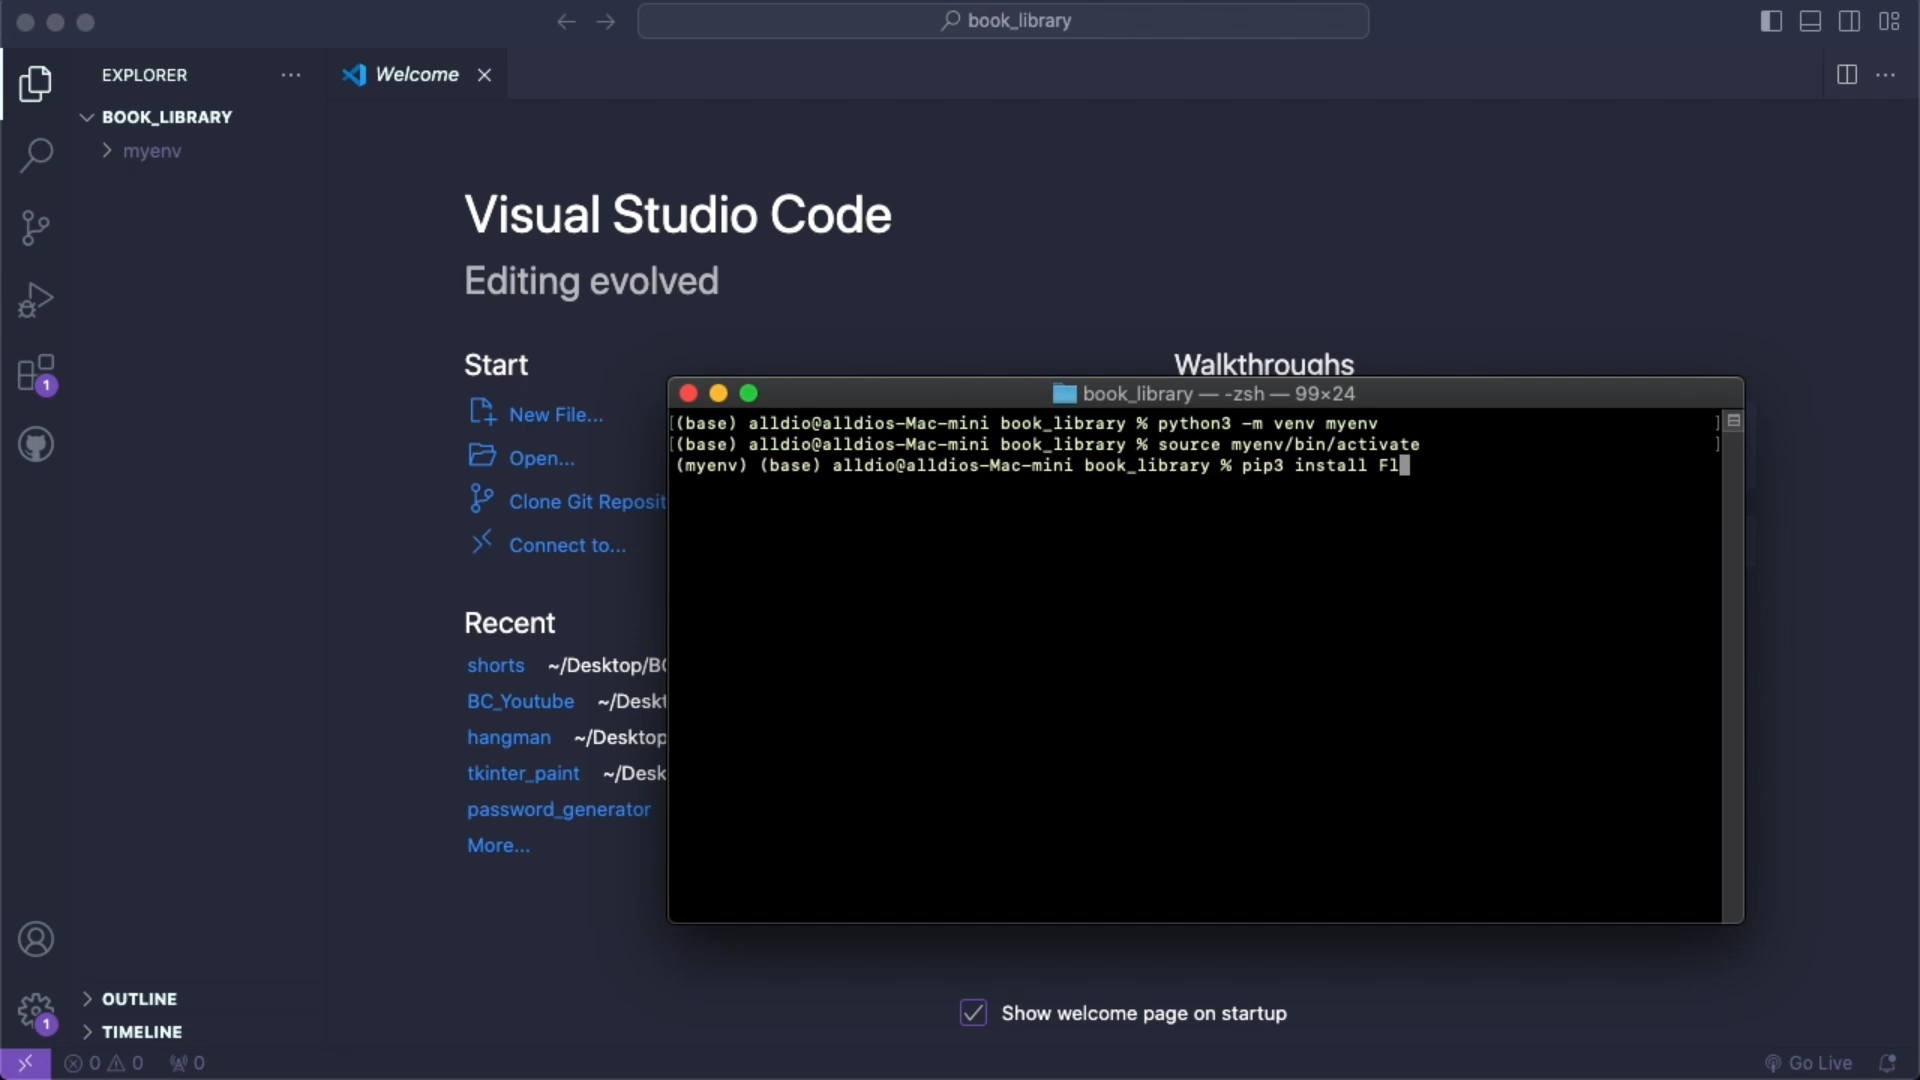 book_library
EXPLORER
Welcome
BOOK_LIBRARY
myenv
Visual Studio Code
Editing evolved
Start
Walkthroughs
New File...
Open...
Clone Git Reposit
Connect to...
Recent
shorts ~/Desktop/BC
BC_Youtube ~/Deskt
hangman ~/Desktop
tkinter_paint ~/Desk
password_generator
More...
book_library — -zsh — 99×24
[(base) alldio@alldios-Mac-mini book_library % python3 -m venv myenv ]
[(base) alldio@alldios-Mac-mini book_library % source myenv/bin/activate ]
(myenv) (base) alldio@alldios-Mac-mini book_library % pip3 install Fl
1
OUTLINE
1
TIMELINE
Show welcome page on startup
0 0 0
Go Live